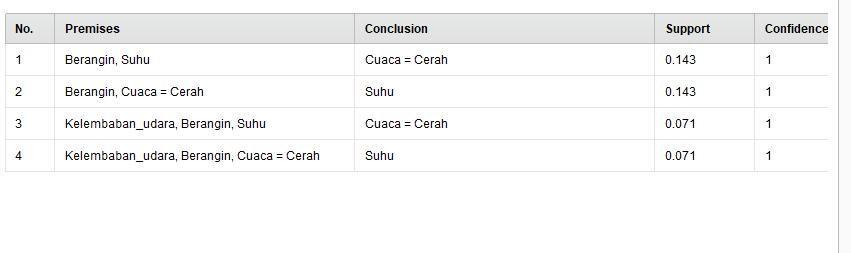 No. Premises Conclusion Support Confidence
1 Berangin, Suhu Cuaca = Cerah 0.143 1
2 Berangin, Cuaca = Cerah Suhu 0.143 1
3 Kelembaban_udara, Berangin, Suhu Cuaca = Cerah 0.071 1
4 Kelembaban_udara, Berangin, Cuaca = Cerah Suhu 0.071 1